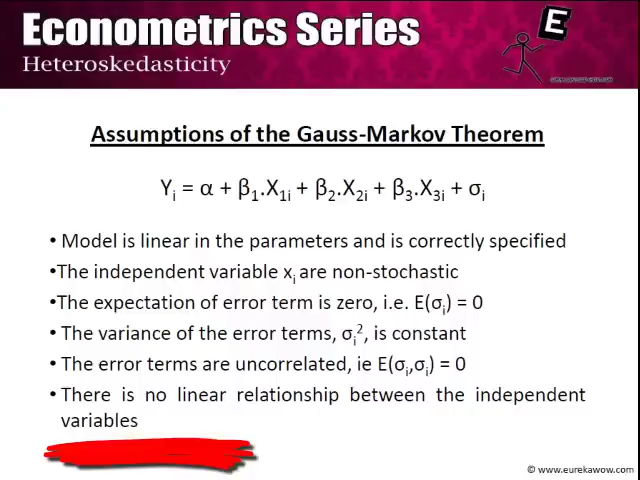 Econometrics Series
Heteroskedasticity
E
Assumptions of the Gauss-Markov Theorem
Yi = α + β1.X1i + β2.X2i + β3.X3i + σi
• Model is linear in the parameters and is correctly specified
•The independent variable xi are non-stochastic
•The expectation of error term is zero, i.e. E(σi) = 0
• The variance of the error terms, σi², is constant
• The error terms are uncorrelated, ie E(σi,σi) = 0
• There is no linear relationship between the independent
variables
© www.eurekawow.com